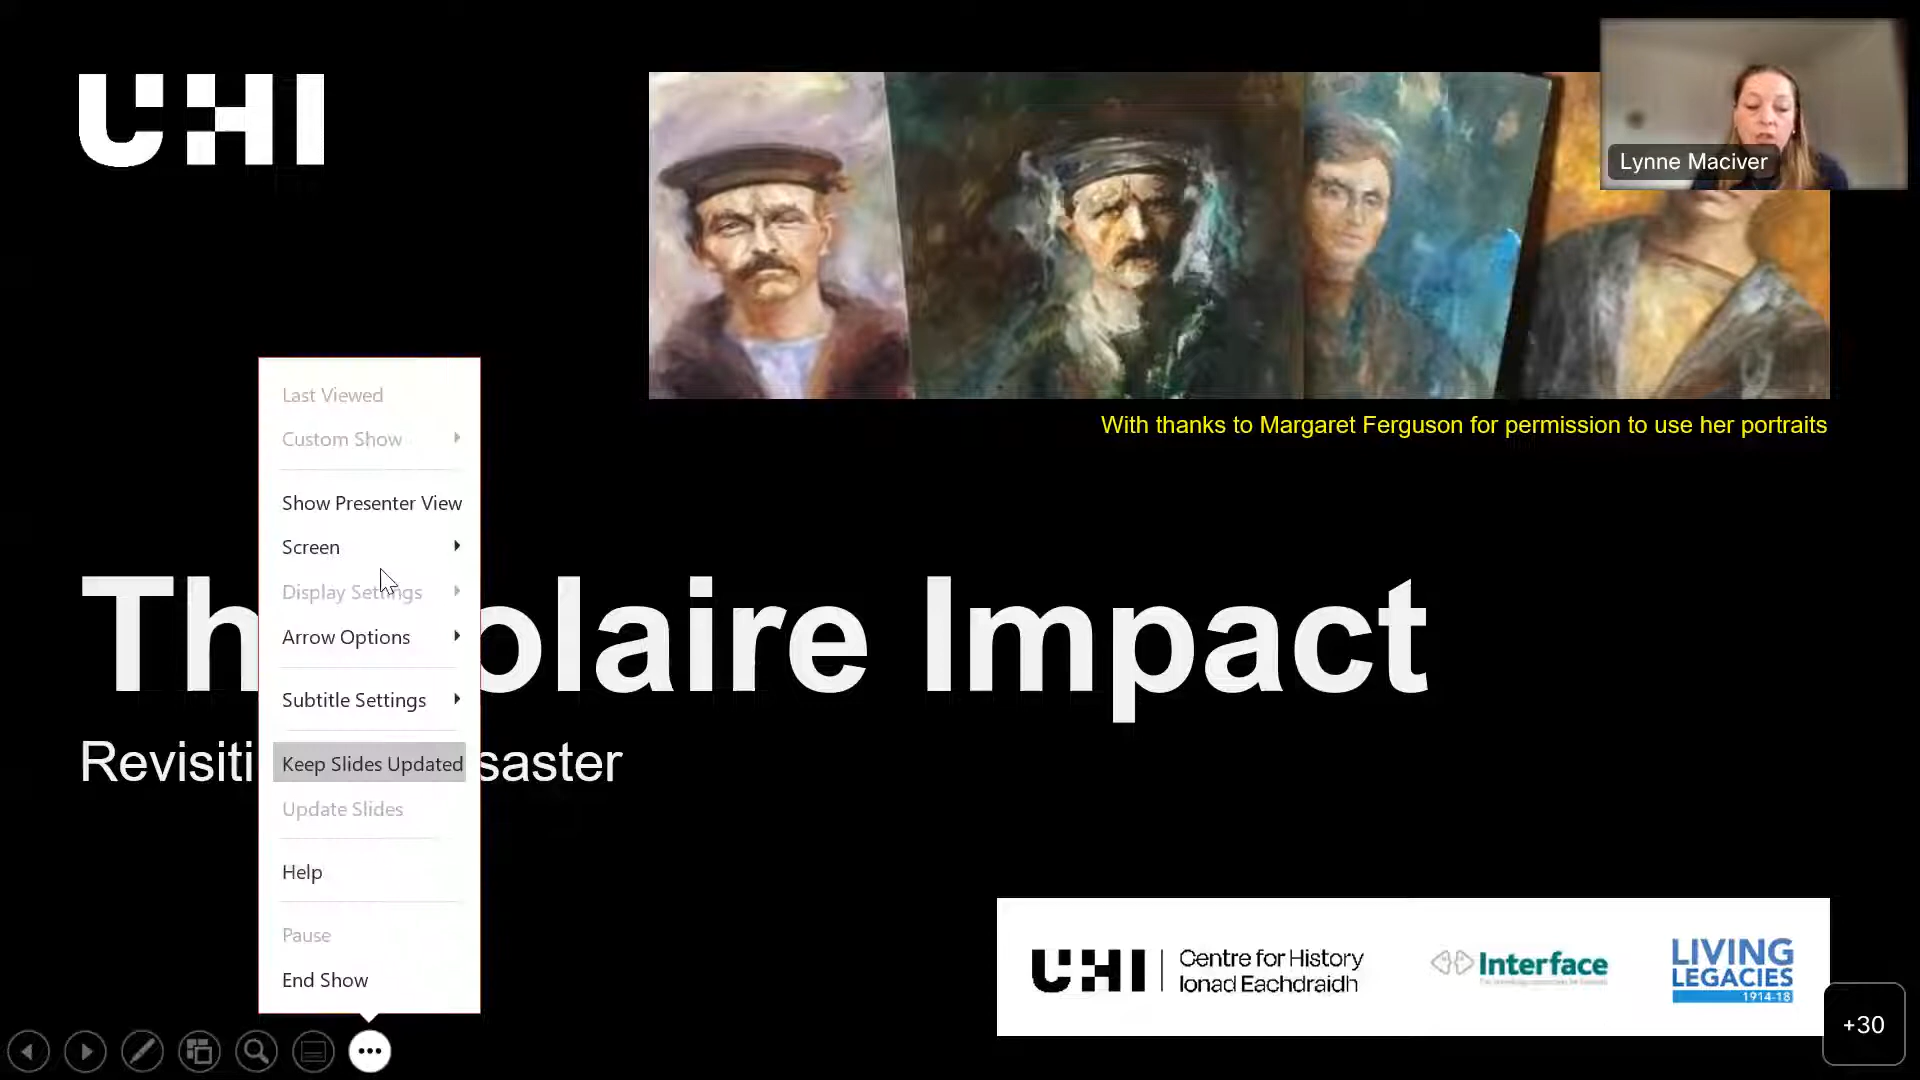 UHI
Lynne Maciver
With thanks to Margaret Ferguson for permission to use her portraits
Last Viewed
Custom Show
Show Presenter View
Screen
Display Settings
Arrow Options
Subtitle Settings
Keep Slides Updated
Update Slides
Help
Pause
End Show
Th olaire Impact
Revisiti saster
UHI
Centre for History
Ionad Eachdraidh
Interface
LIVING
LEGACIES
1914-18
+30